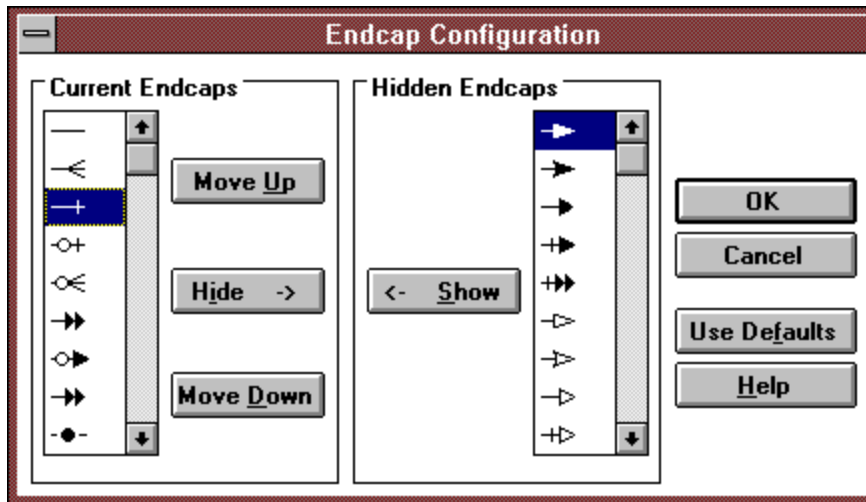 Endcap Configuration
Current Endcaps
Hidden Endcaps
Move Up
Hide ->
Move Down
<- Show
OK
Cancel
Use Defaults
Help